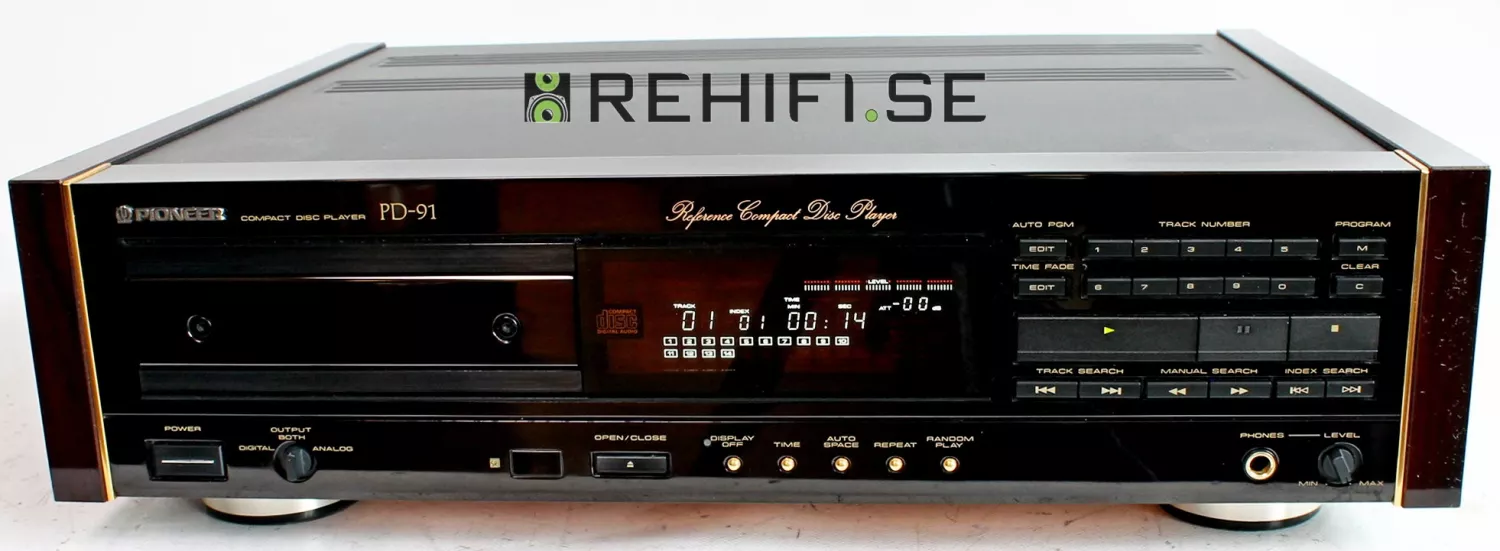 REHIFI.SE
PIONEER COMPACT DISC PLAYER PD-91
Reference Compact Disc Player
AUTO PGM TRACK NUMBER PROGRAM
EDIT 1 2 3 4 5 M
TIME FADE CLEAR
EDIT 6 7 8 9 0 C
LEVEL
COMPACT
disc
DIGITAL AUDIO
TRACK INDEX TIME MIN SEC ATT -00 dB
01 01 00:14
1 2 3 4 5 6 7 8 9 10
11 12 13 14
TRACK SEARCH MANUAL SEARCH INDEX SEARCH
POWER
OUTPUT
BOTH
DIGITAL ANALOG
OPEN/CLOSE
DISPLAY
OFF
TIME
AUTO
SPACE
REPEAT
RANDOM
PLAY
PHONES LEVEL
MIN MAX